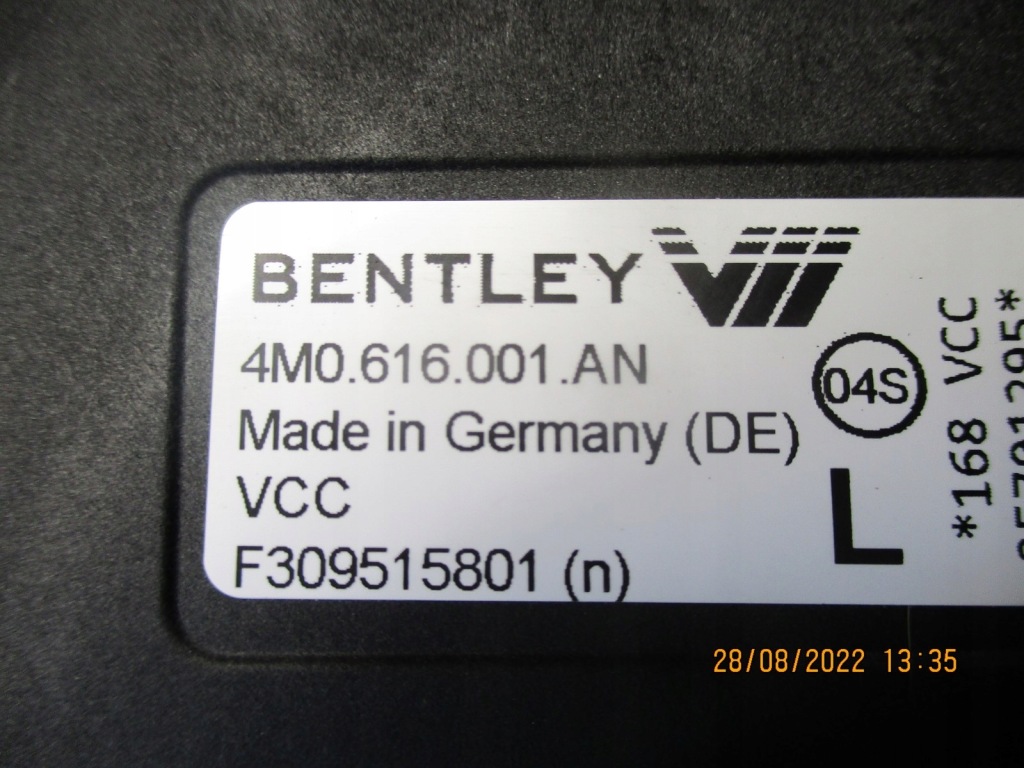 BENTLEY
4M0.616.001.AN
Made in Germany (DE)
VCC
F309515801 (n)
04S
L
*168 VCC
28/08/2022 13:35